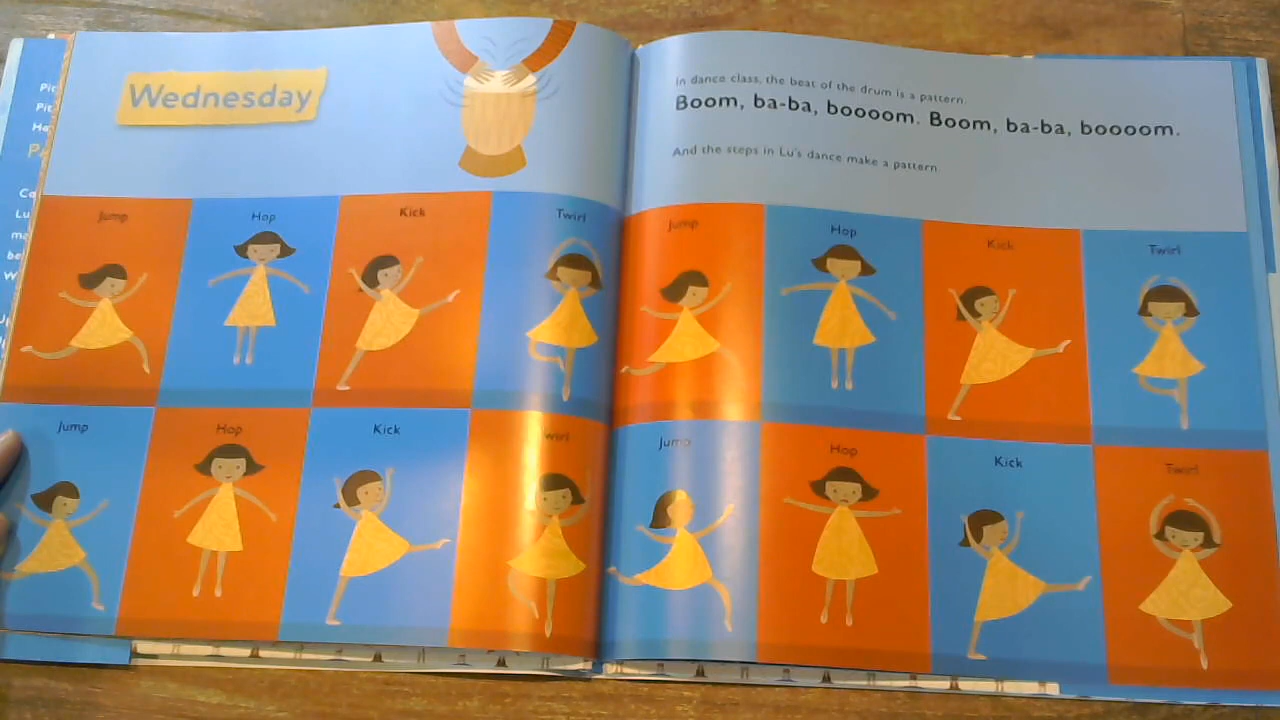 Wednesday
Jump Hop Kick Twirl
Jump Hop Kick
In dance class, the beat of the drum is a pattern.
Boom, ba-ba, boooom. Boom, ba-ba, boooom.
And the steps in Lu's dance make a pattern.
Jump Hop Kick Twirl
Jump Hop Kick Twirl